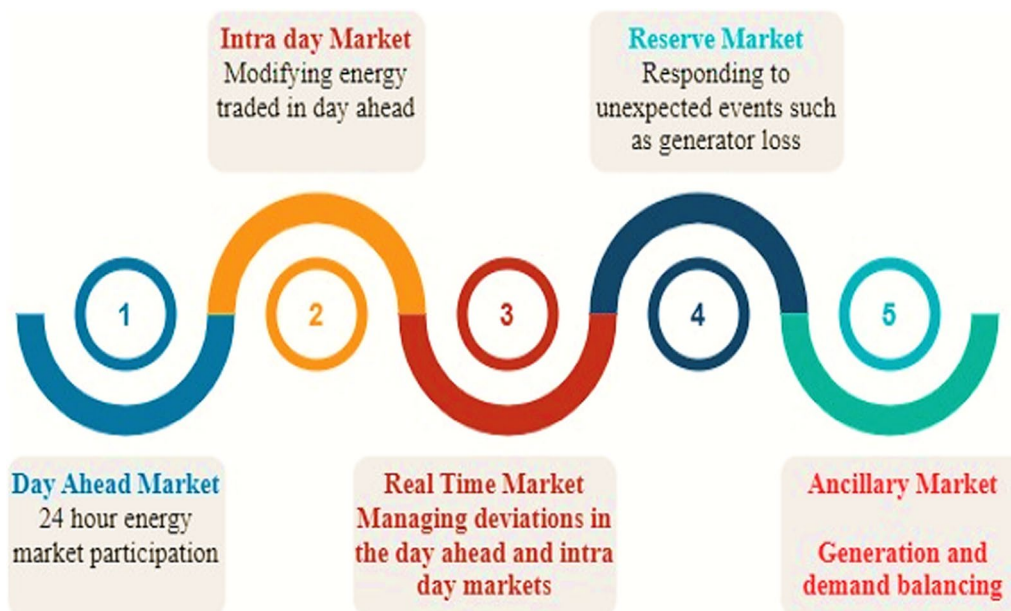 Intra day Market
Modifying energy
traded in day ahead
Reserve Market
Responding to
unexpected events such
as generator loss
1
2
3
4
5
Day Ahead Market
24 hour energy
market participation
Real Time Market
Managing deviations in
the day ahead and intra
day markets
Ancillary Market
Generation and
demand balancing